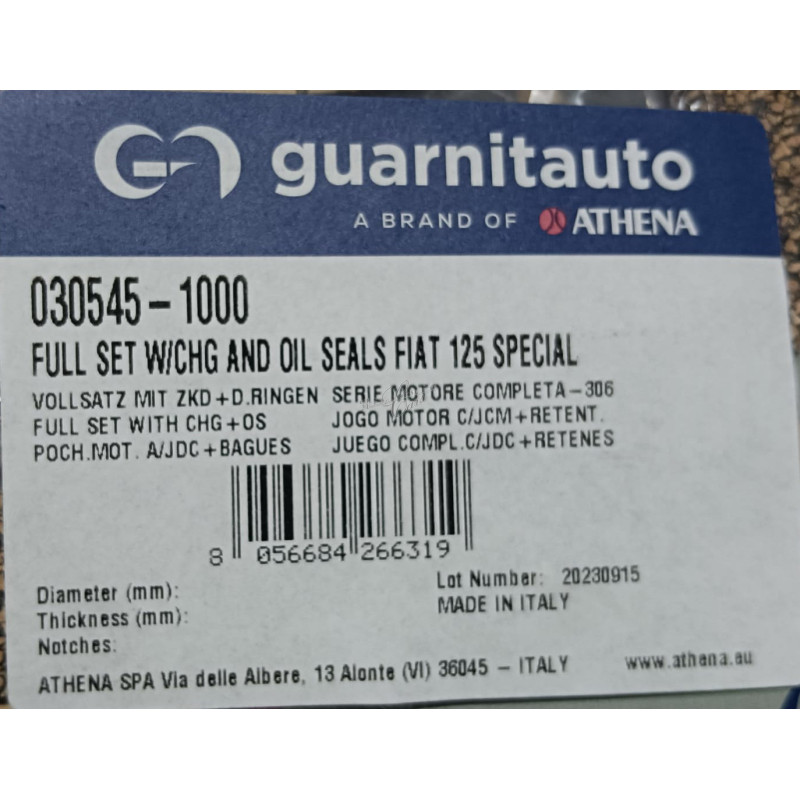 guarnitauto
A BRAND OF ATHENA
030545-1000
FULL SET W/CHG AND OIL SEALS FIAT 125 SPECIAL
VOLLSATZ MIT ZKD+D.RINGEN SERIE MOTORE COMPLETA-306
FULL SET WITH CHG+OS JOGO MOTOR C/JCM+RETENT.
POCH.MOT. A/JDC+BAGUES JUEGO COMPL.C/JDC+RETENES
8 056684 266319
Diameter (mm):
Thickness (mm):
Notches:
Lot Number: 20230915
MADE IN ITALY
ATHENA SPA Via delle Albere, 13 Alonte (VI) 36045 - ITALY www.athena.eu